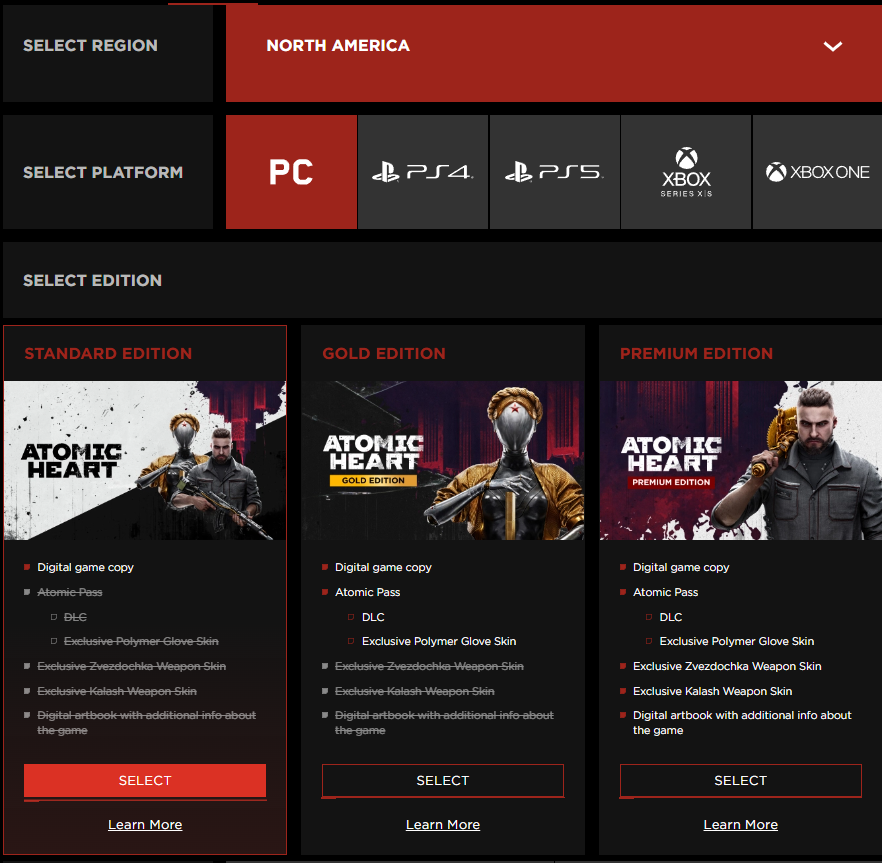 SELECT REGION
NORTH AMERICA
SELECT PLATFORM
PC
PS4
PS5
XBOX
SERIES X|S
XBOX ONE
SELECT EDITION
STANDARD EDITION
ATOMIC
HEART
Digital game copy
Atomic Pass
DLC
Exclusive Polymer Glove Skin
Exclusive Zvezdochka Weapon Skin
Exclusive Kalash Weapon Skin
Digital artbook with additional info about
the game
SELECT
Learn More
GOLD EDITION
ATOMIC
HEART
GOLD EDITION
Digital game copy
Atomic Pass
DLC
Exclusive Polymer Glove Skin
Exclusive Zvezdochka Weapon Skin
Exclusive Kalash Weapon Skin
Digital artbook with additional info about
the game
SELECT
Learn More
PREMIUM EDITION
ATOMIC
HEART
PREMIUM EDITION
Digital game copy
Atomic Pass
DLC
Exclusive Polymer Glove Skin
Exclusive Zvezdochka Weapon Skin
Exclusive Kalash Weapon Skin
Digital artbook with additional info about
the game
SELECT
Learn More